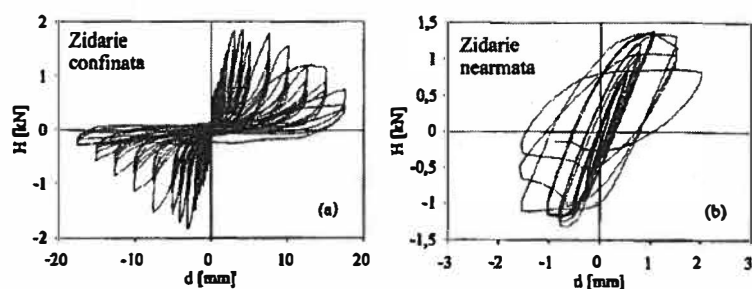 Zidarie
confinata
H [kN]
2
1
0
-1
-2
-20
-10
0
10
20
d [mm]
(a)
Zidarie
nearmata
H [kN]
1,5
1
0,5
0
-0,5
-1
-1,5
-3
-2
-1
0
1
2
3
d [mm]
(b)